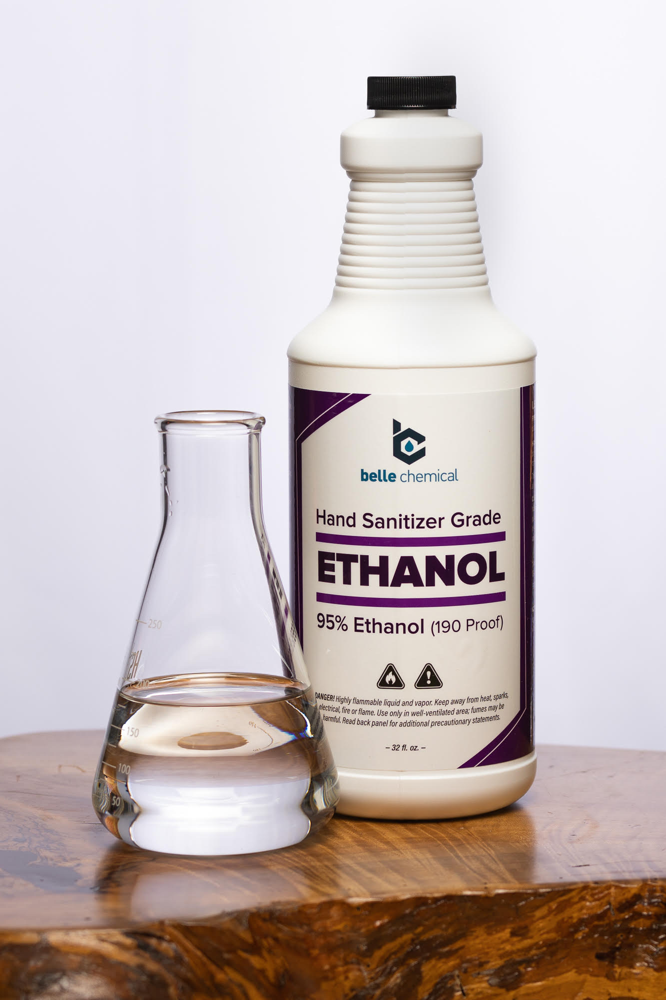 belle chemical
Hand Sanitizer Grade
ETHANOL
95% Ethanol (190 Proof)
DANGER! Highly flammable liquid and vapor. Keep away from heat, sparks,
electrical, fire or flame. Use only in well-ventilated area; fumes may be
harmful. Read back panel for additional precautionary statements.
– 32 fl. oz. –
250
200
150
100
50
150